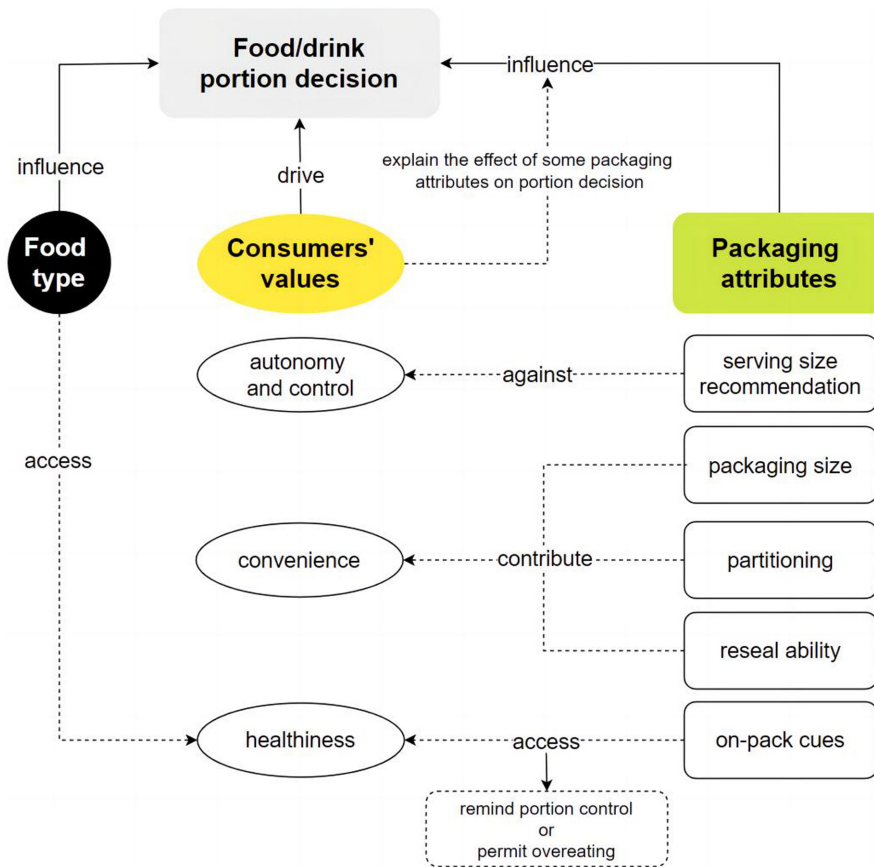 Food/drink
portion decision
influence
influence
explain the effect of some packaging
attributes on portion decision
drive
Food
type
Consumers'
values
Packaging
attributes
autonomy
and control
against
serving size
recommendation
access
packaging size
convenience
contribute
partitioning
reseal ability
healthiness
access
on-pack cues
remind portion control
or
permit overeating